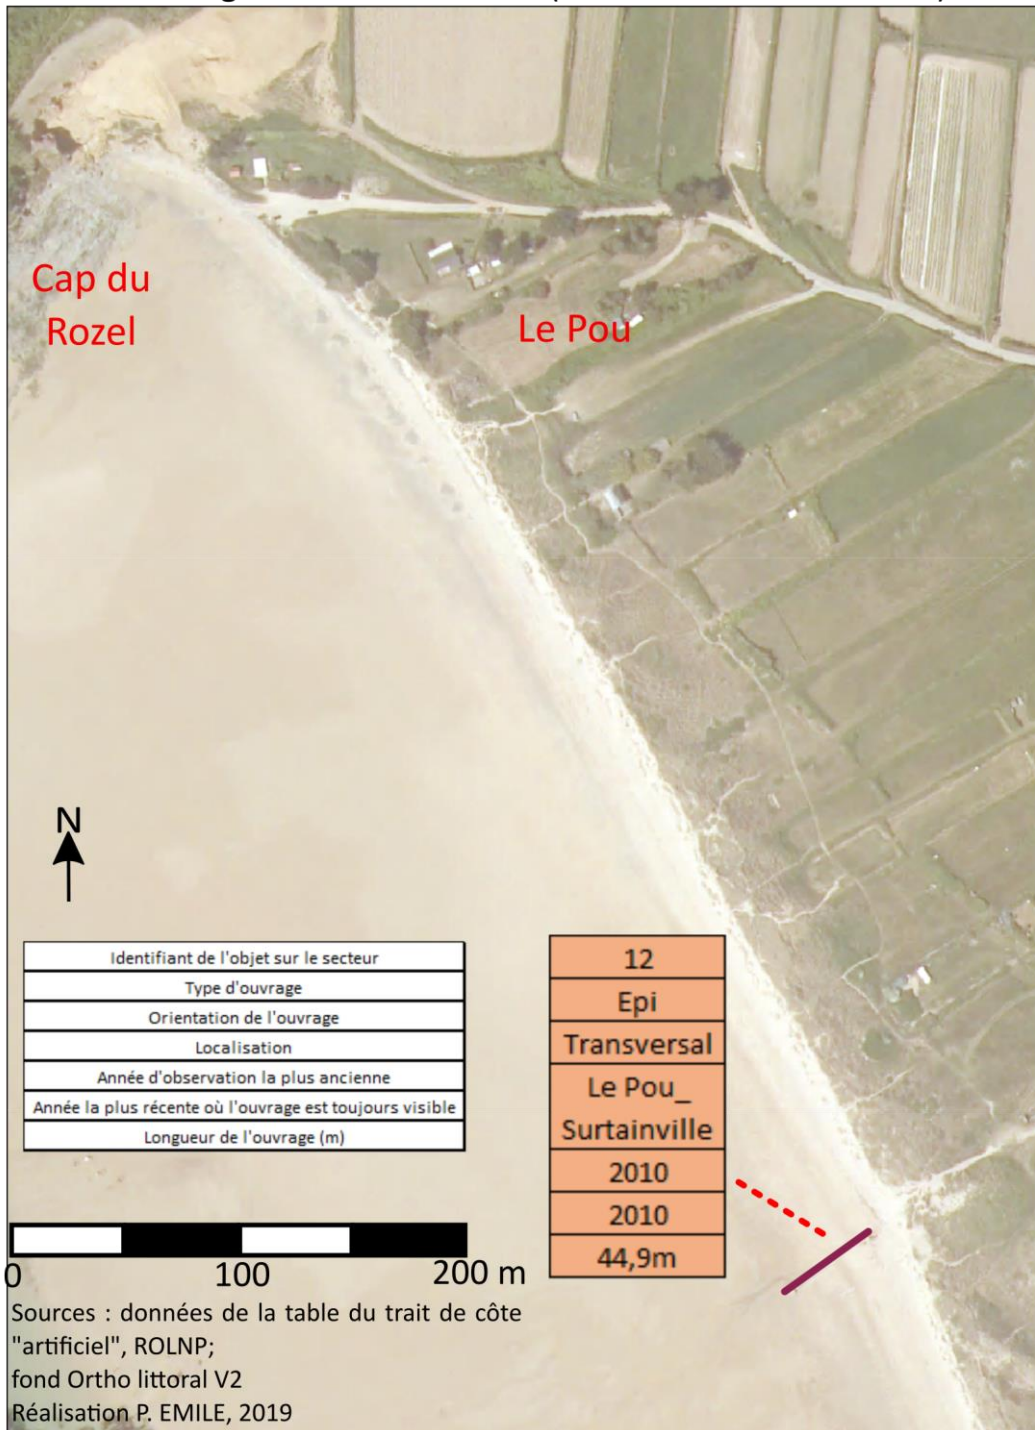 Cap du
Rozel
Le Pou
N
Identifiant de l'objet sur le secteur
Type d'ouvrage
Orientation de l'ouvrage
Localisation
Année d'observation la plus ancienne
Année la plus récente où l'ouvrage est toujours visible
Longueur de l'ouvrage (m)
12
Epi
Transversal
Le Pou_
Surtainville
2010
2010
44,9m
0 100 200 m
Sources : données de la table du trait de côte
"artificiel", ROLNP;
fond Ortho littoral V2
Réalisation P. EMILE, 2019